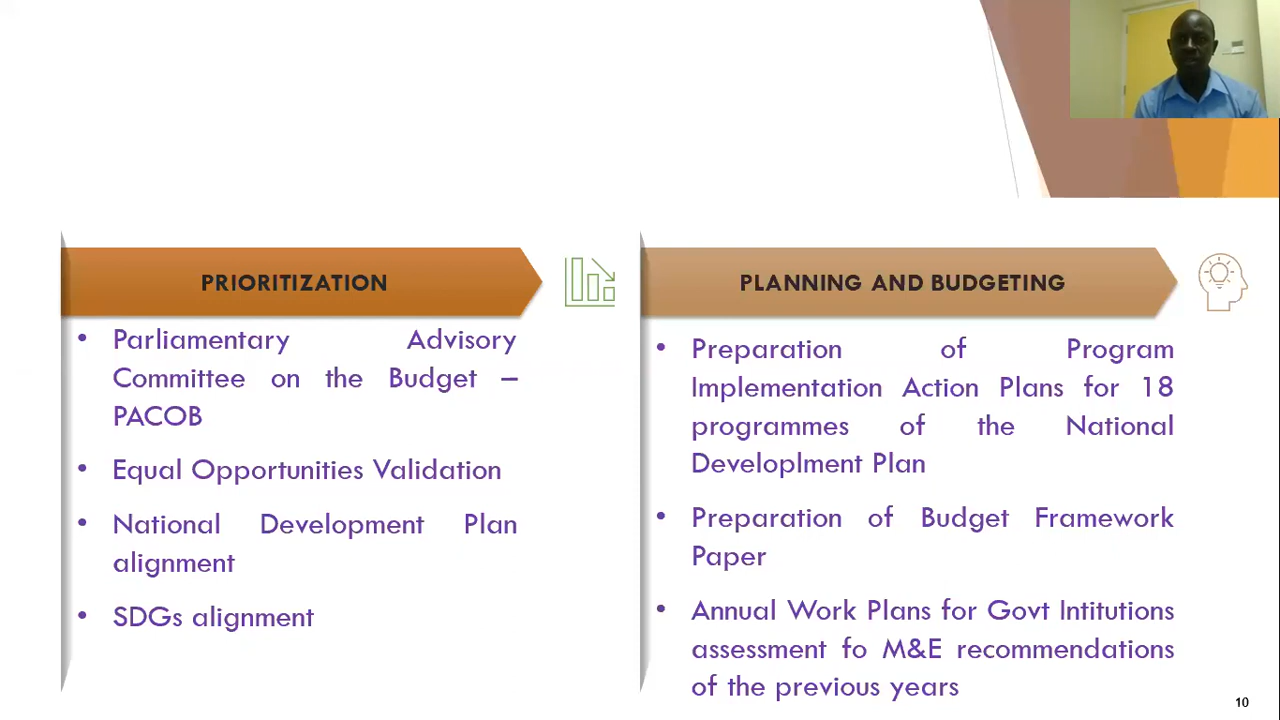 PRIORITIZATION
• Parliamentary Advisory
Committee on the Budget –
PACOB
• Equal Opportunities Validation
• National Development Plan
alignment
• SDGs alignment
PLANNING AND BUDGETING
• Preparation of Program
Implementation Action Plans for 18
programmes of the National
Developlment Plan
• Preparation of Budget Framework
Paper
• Annual Work Plans for Govt Intitutions
assessment fo M&E recommendations
of the previous years
10